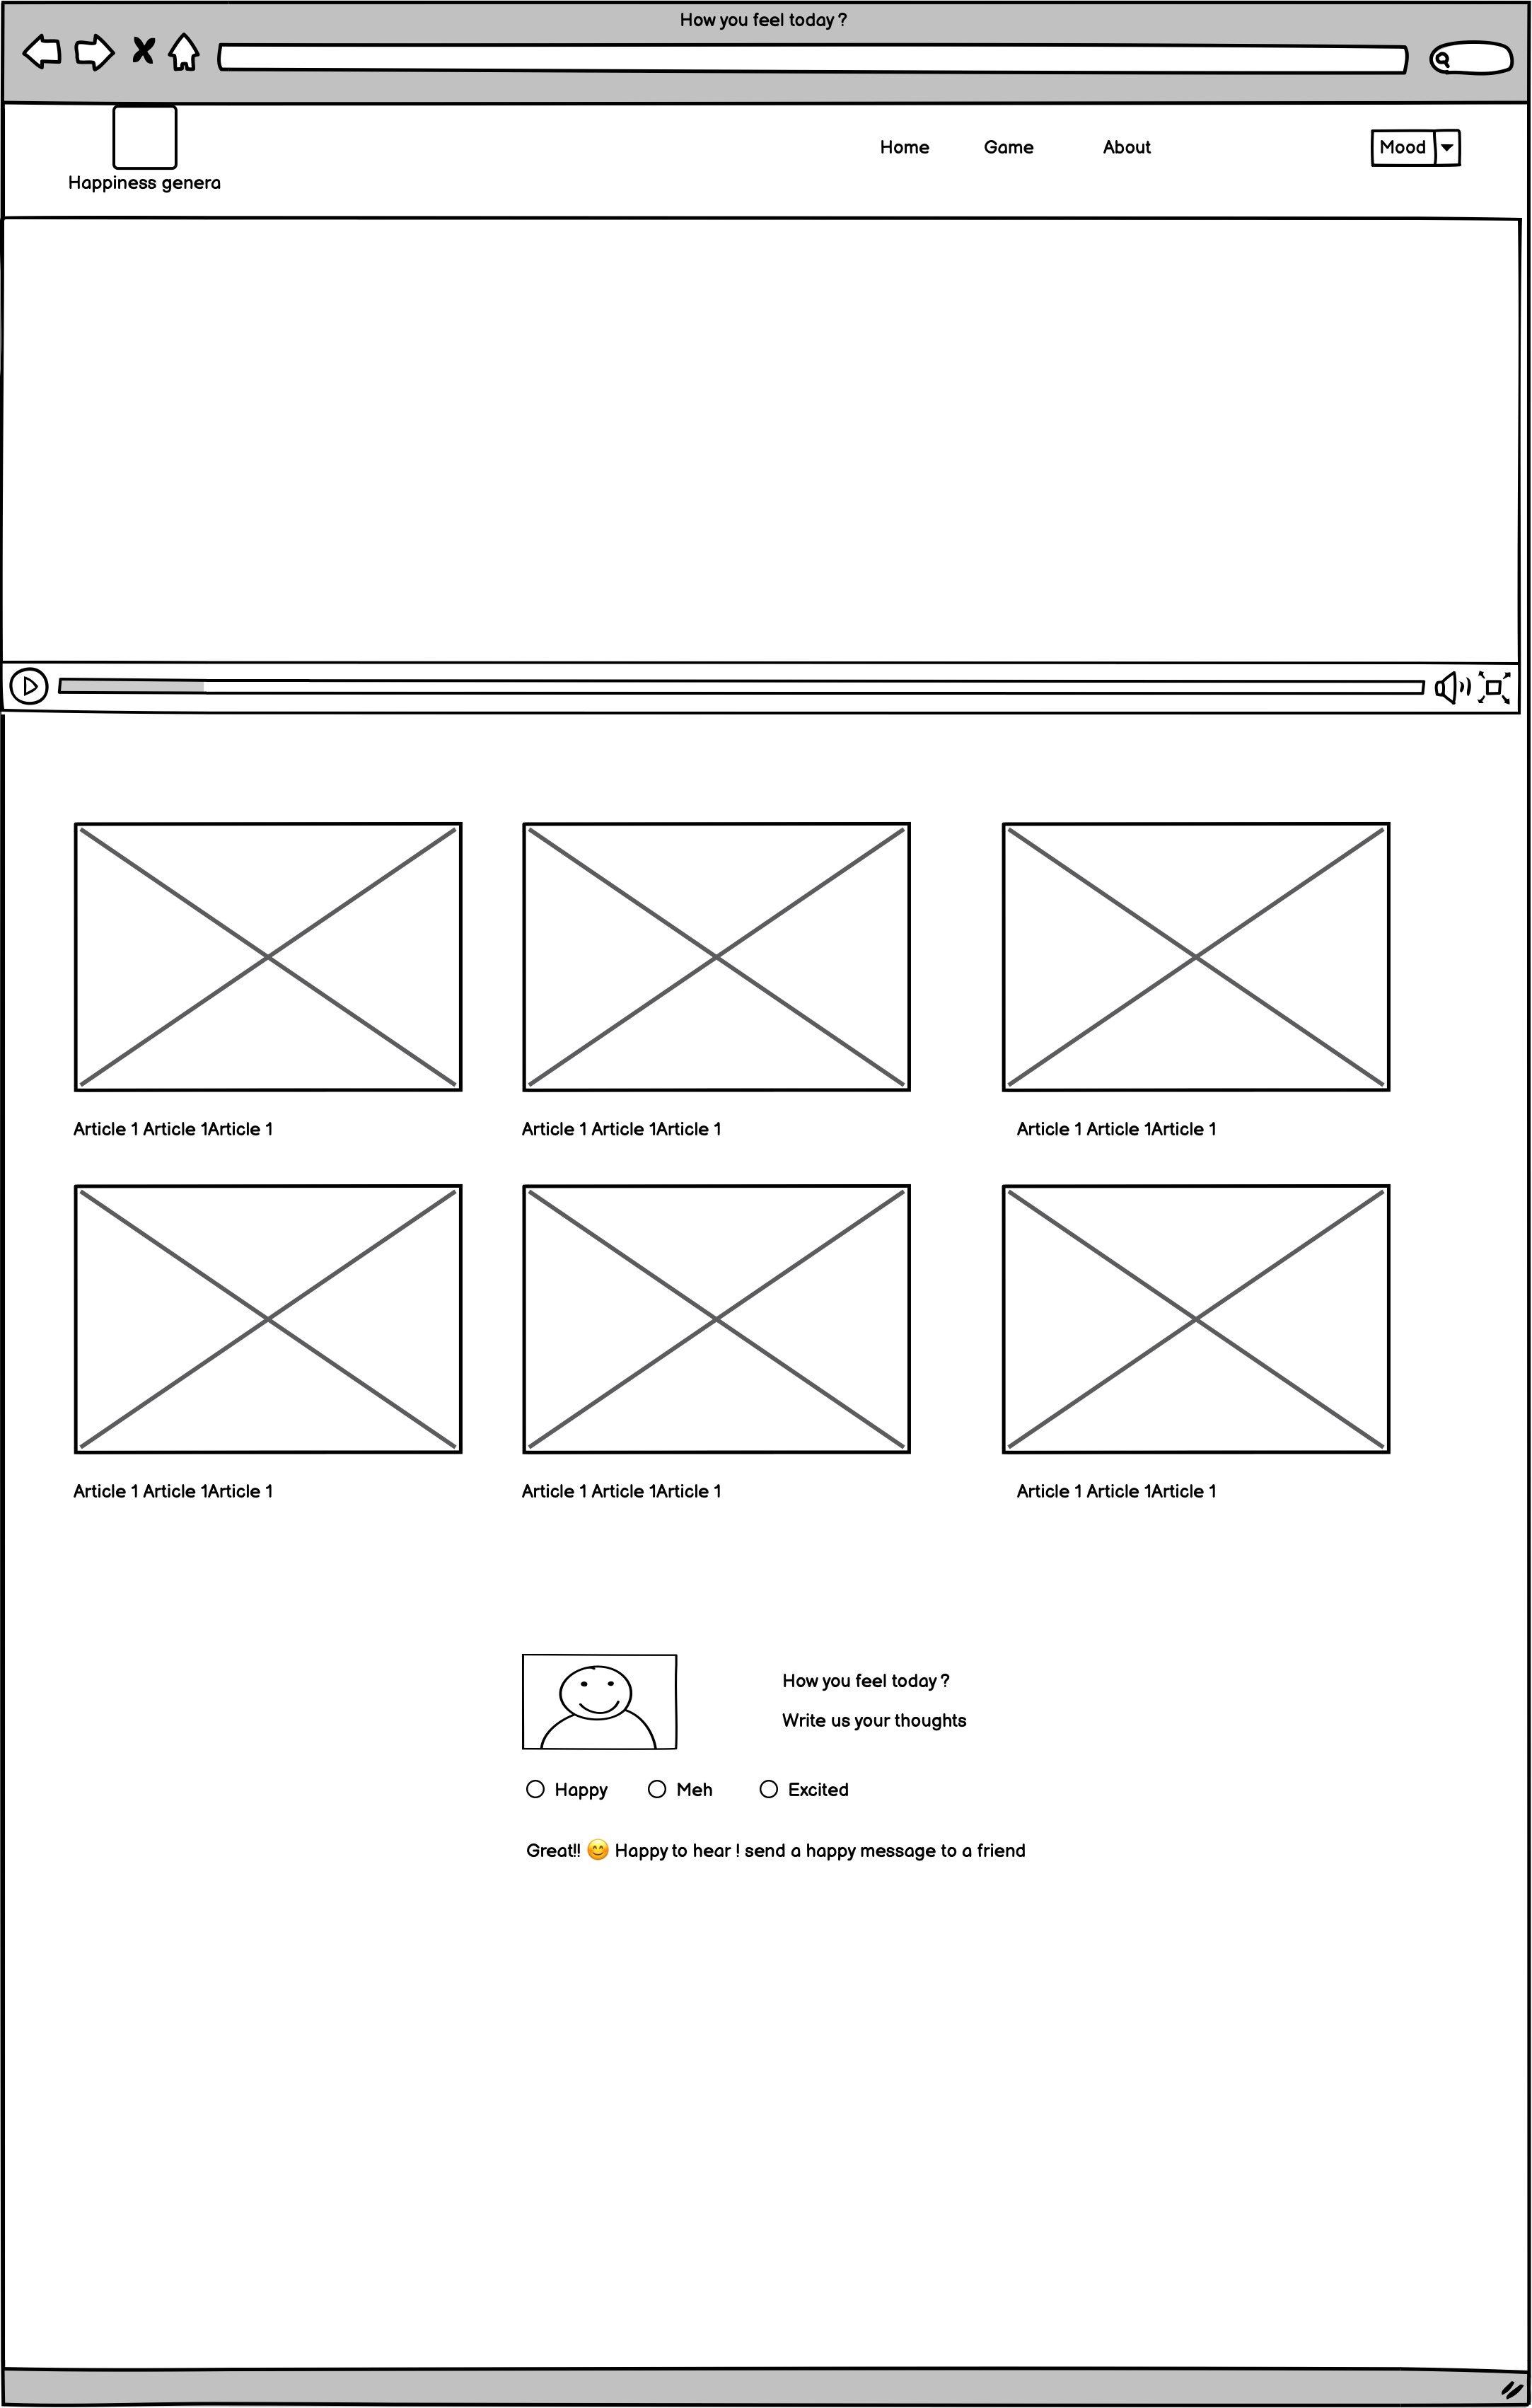 How you feel today ?
Home Game About Mood
Happiness genera
Article 1 Article 1Article 1 Article 1 Article 1Article 1 Article 1 Article 1Article 1
Article 1 Article 1Article 1 Article 1 Article 1Article 1 Article 1 Article 1Article 1
How you feel today ?
Write us your thoughts
Happy Meh Excited
Great!! 😊 Happy to hear ! send a happy message to a friend